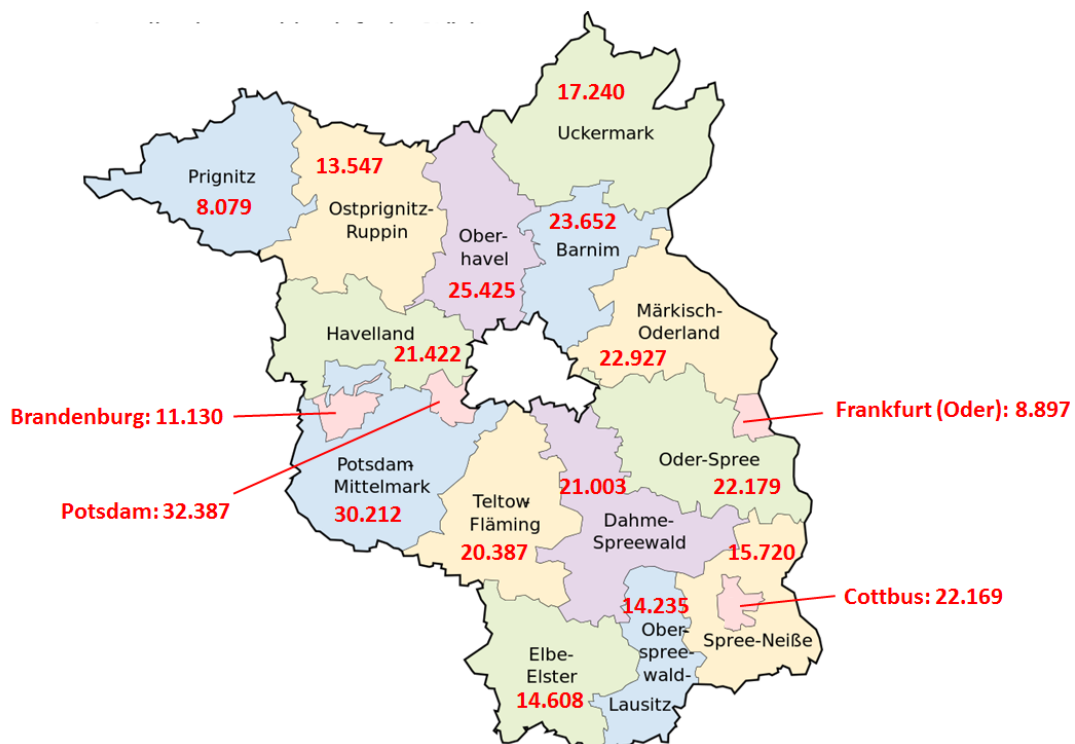 17.240
Uckermark
Prignitz
8.079
13.547
Ostprignitz-
Ruppin
Ober-
havel
25.425
23.652
Barnim
Märkisch-
Oderland
22.927
Havelland
21.422
Brandenburg: 11.130
Frankfurt (Oder): 8.897
Potsdam-
Mittelmark
30.212
Potsdam: 32.387
Teltow-
Fläming
20.387
21.003
Dahme-
Spreewald
Oder-Spree
22.179
15.720
Spree-Neiße
Cottbus: 22.169
14.235
Ober-
spree-
wald-
Lausitz
Elbe-
Elster
14.608